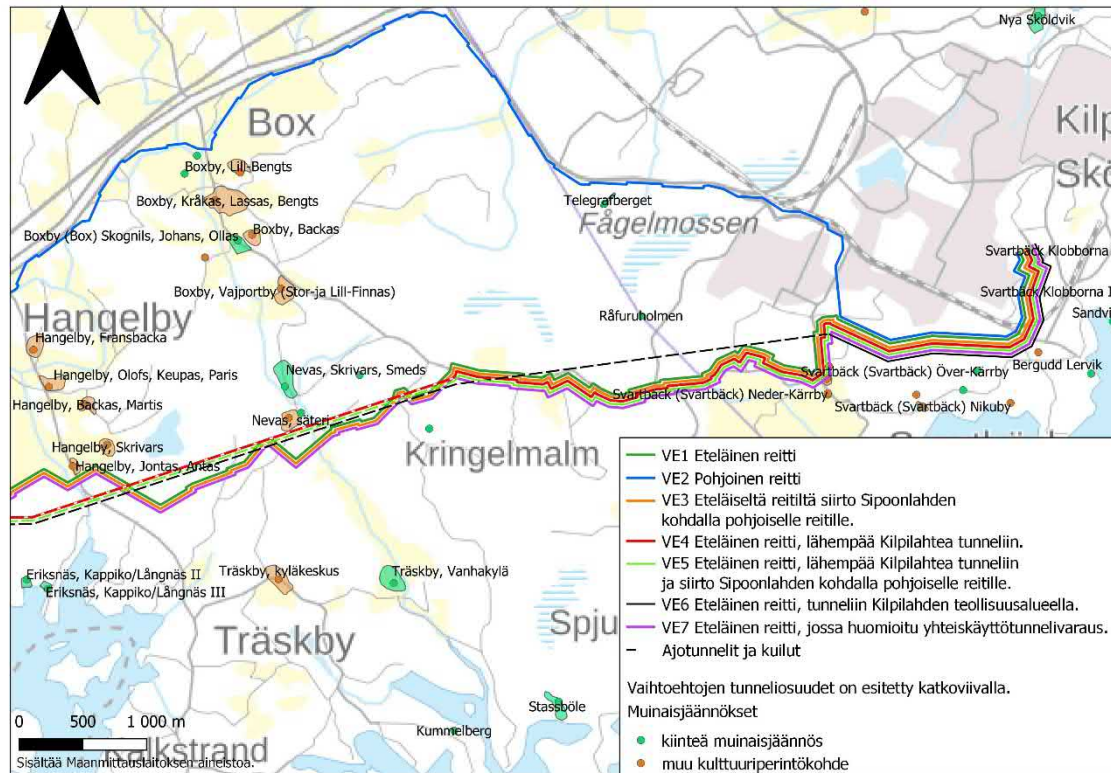 Nya Sköldvik
Box
Kilp
Skö
Boxby, Lill-Bengts
Boxby, Kråkas, Lassas, Bengts
Telegrafberget
Fågelmossen
Boxby (Box) Skognils, Johans, Ollas
Boxby, Backas
Svartbäck Klobborna
Boxby, Vajportby (Stor-ja Lill-Finnas)
Svartbäck Klobborna I
Hangelby
Råfuruholmen
Sandvi
Hangelby, Fransbacka
Nevas, Skrivars, Smeds
Bergudd Lervik
Hangelby, Olofs, Keupas, Paris
Svartbäck (Svartbäck) Över-Kärrby
Hangelby, Backas, Martis
Svartbäck (Svartbäck) Neder-Kärrby
Svartbäck (Svartbäck) Nikuby
Nevas, säteri
Hangelby, Skrivars
Kringelmalm
Hangelby, Jontas, Antas
VE1 Eteläinen reitti
VE2 Pohjoinen reitti
VE3 Eteläiseltä reitiltä siirto Sipoonlahden
kohdalla pohjoiselle reitille.
VE4 Eteläinen reitti, lähempää Kilpilahtea tunneliin.
VE5 Eteläinen reitti, lähempää Kilpilahtea tunneliin
ja siirto Sipoonlahden kohdalla pohjoiselle reitille.
VE6 Eteläinen reitti, tunneliin Kilpilahden teollisuusalueella.
VE7 Eteläinen reitti, jossa huomioitu yhteiskäyttötunnelivaraus.
Ajotunnelit ja kuilut
Vaihtoehtojen tunneliosuudet on esitetty katkoviivalla.
Muinaisjäännökset
kiinteä muinaisjäännös
muu kulttuuriperintökohde
Eriksnäs, Kappiko/Långnäs II
Eriksnäs, Kappiko/Långnäs III
Träskby, kyläkeskus
Träskby, Vanhakylä
Träskby
Spju
Stassböle
Kummelberg
0 500 1 000 m
Kalkstrand
Sisältää Maanmittauslaitoksen aineistoa.